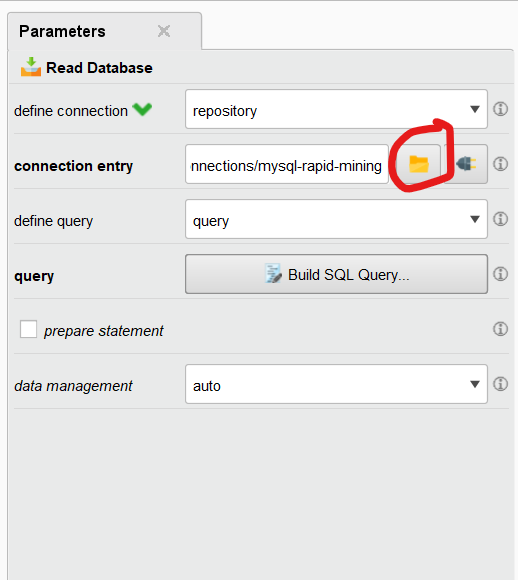 Parameters
Read Database
define connection
repository
connection entry
nnections/mysql-rapid-mining
define query
query
query
Build SQL Query...
prepare statement
data management
auto